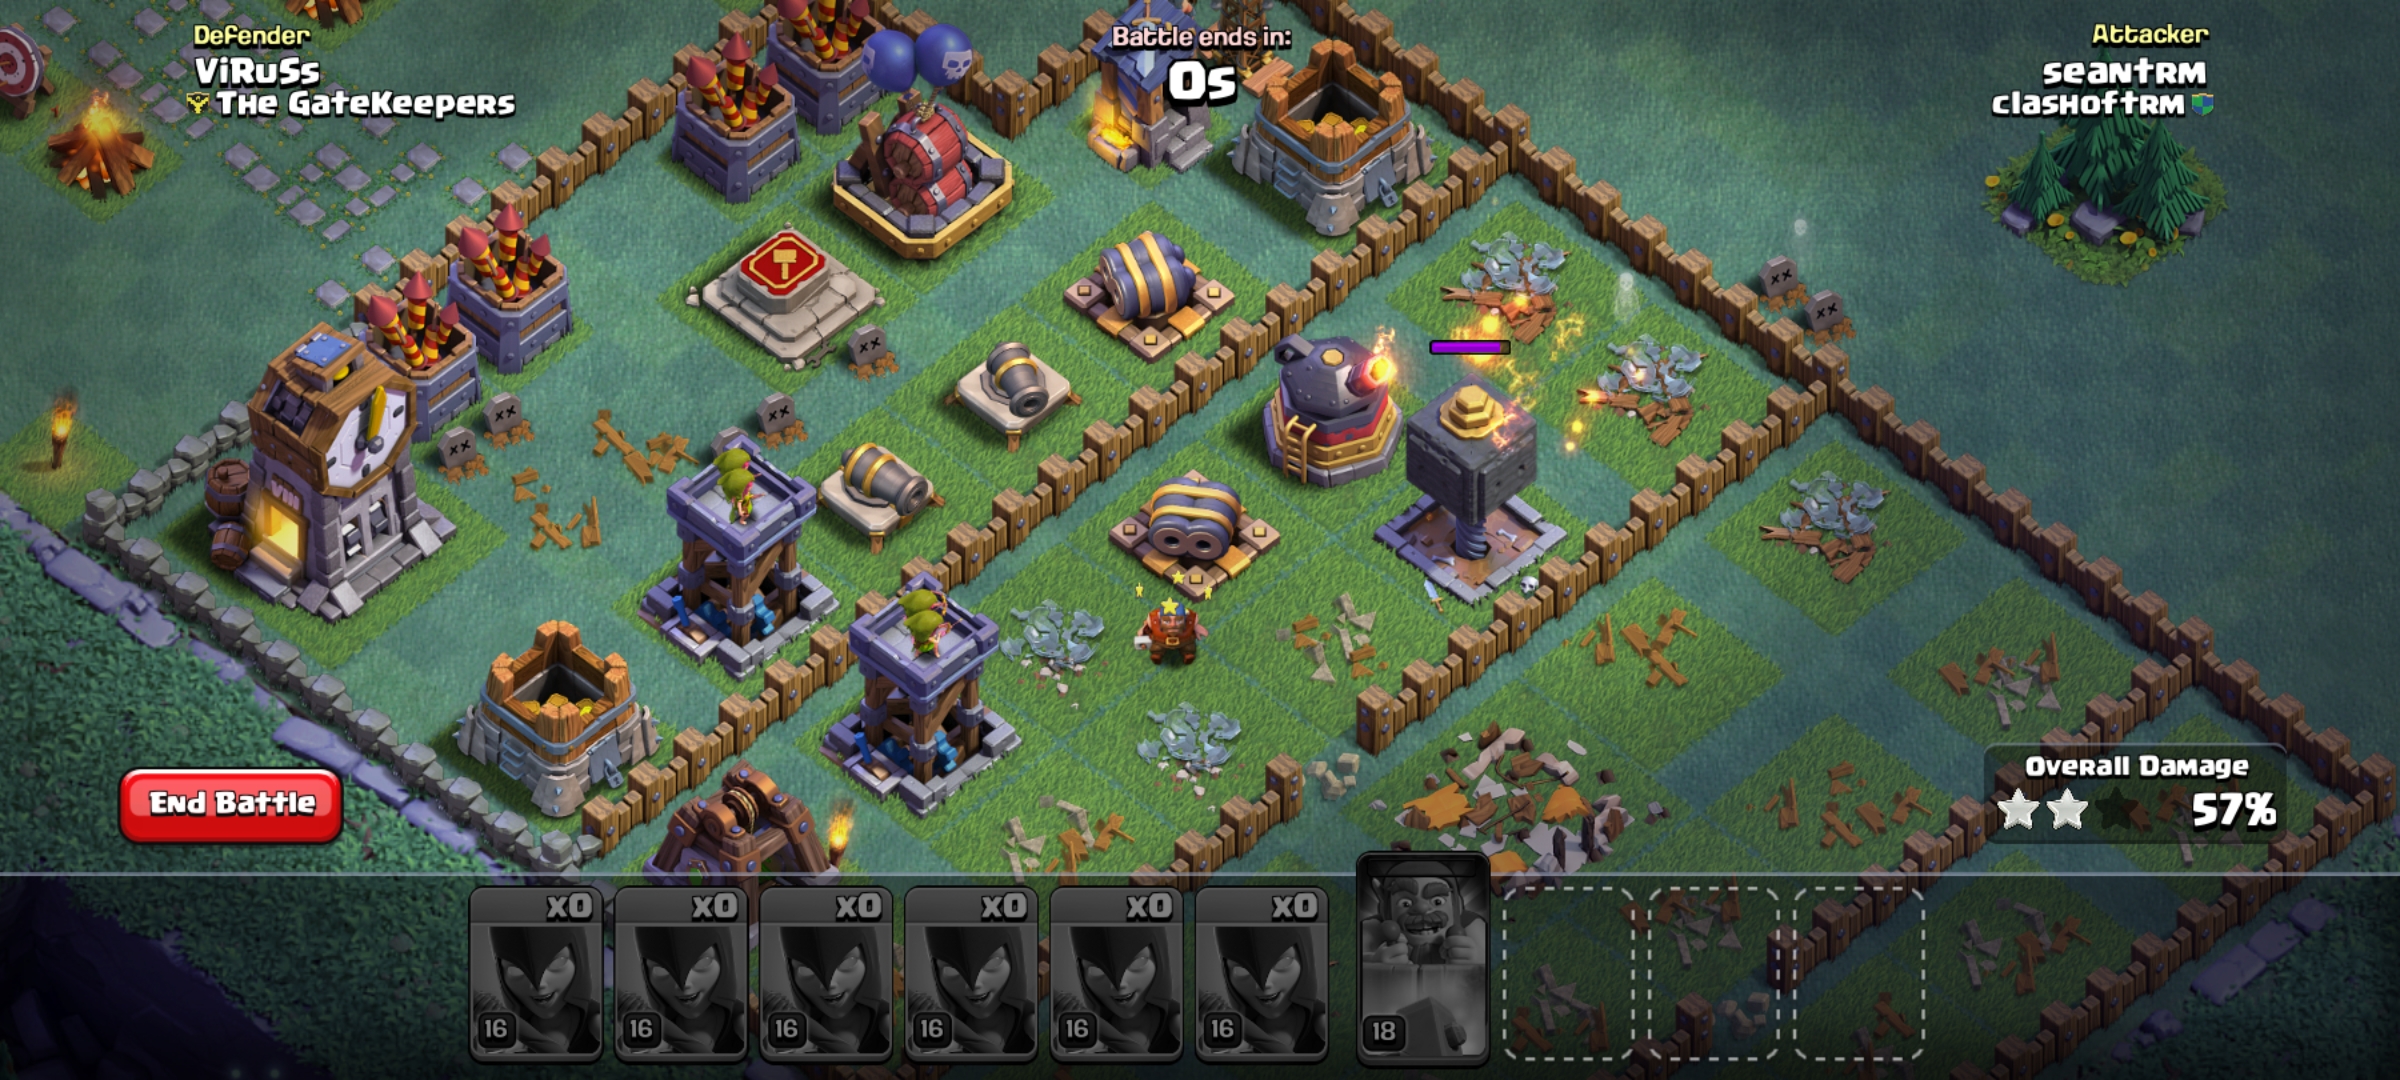 Defender
ViRuSs
The GateKeepers
Battle ends in:
0s
Attacker
seantRM
clashoftRM
End Battle
Overall Damage
57%
x0
x0
x0
x0
x0
x0
16
16
16
16
16
16
18